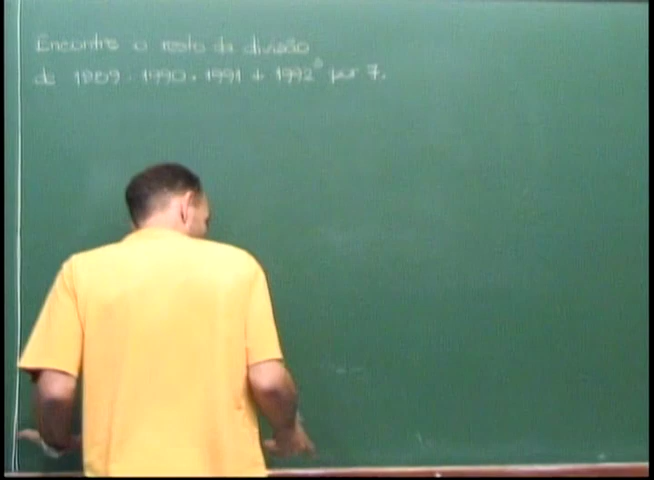 Encontre o resto da divisão
de 1989 . 1990 . 1991 + 1992³ por 7.